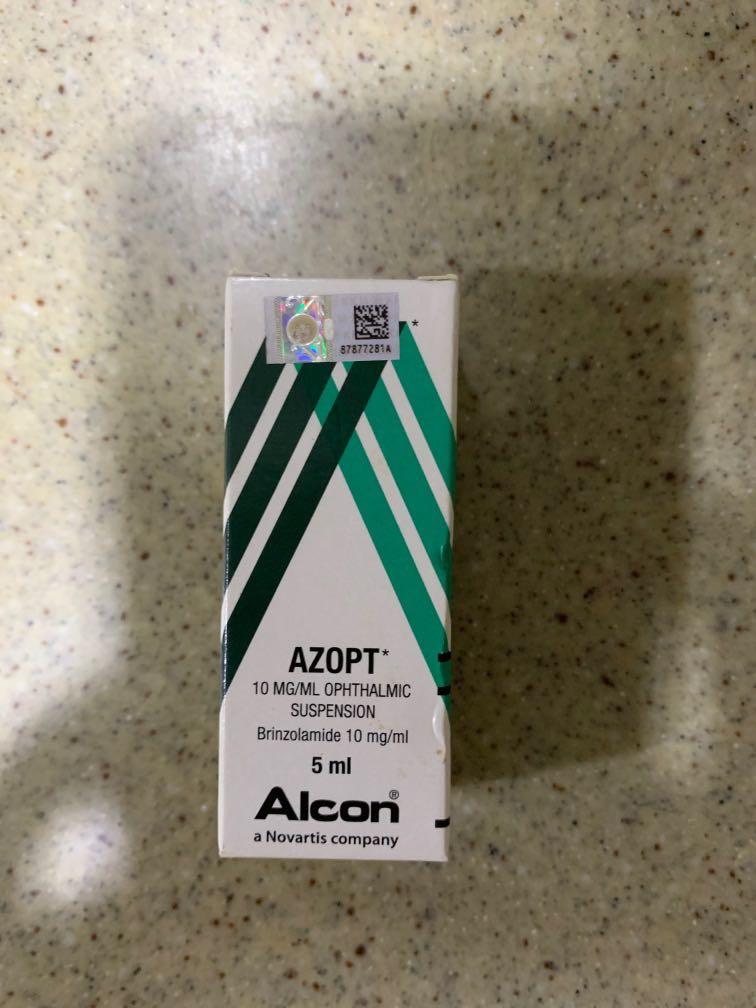 87877281A
*
AZOPT*
10 MG/ML OPHTHALMIC
SUSPENSION
Brinzolamide 10 mg/ml
5 ml
Alcon®
a Novartis company